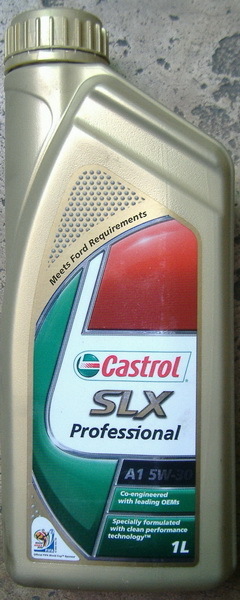 Meets Ford Requirements
Castrol
SLX
Professional
A1 5W-30
Co-engineered
with leading OEMs
Specially formulated
with clean performance
technology™
1L